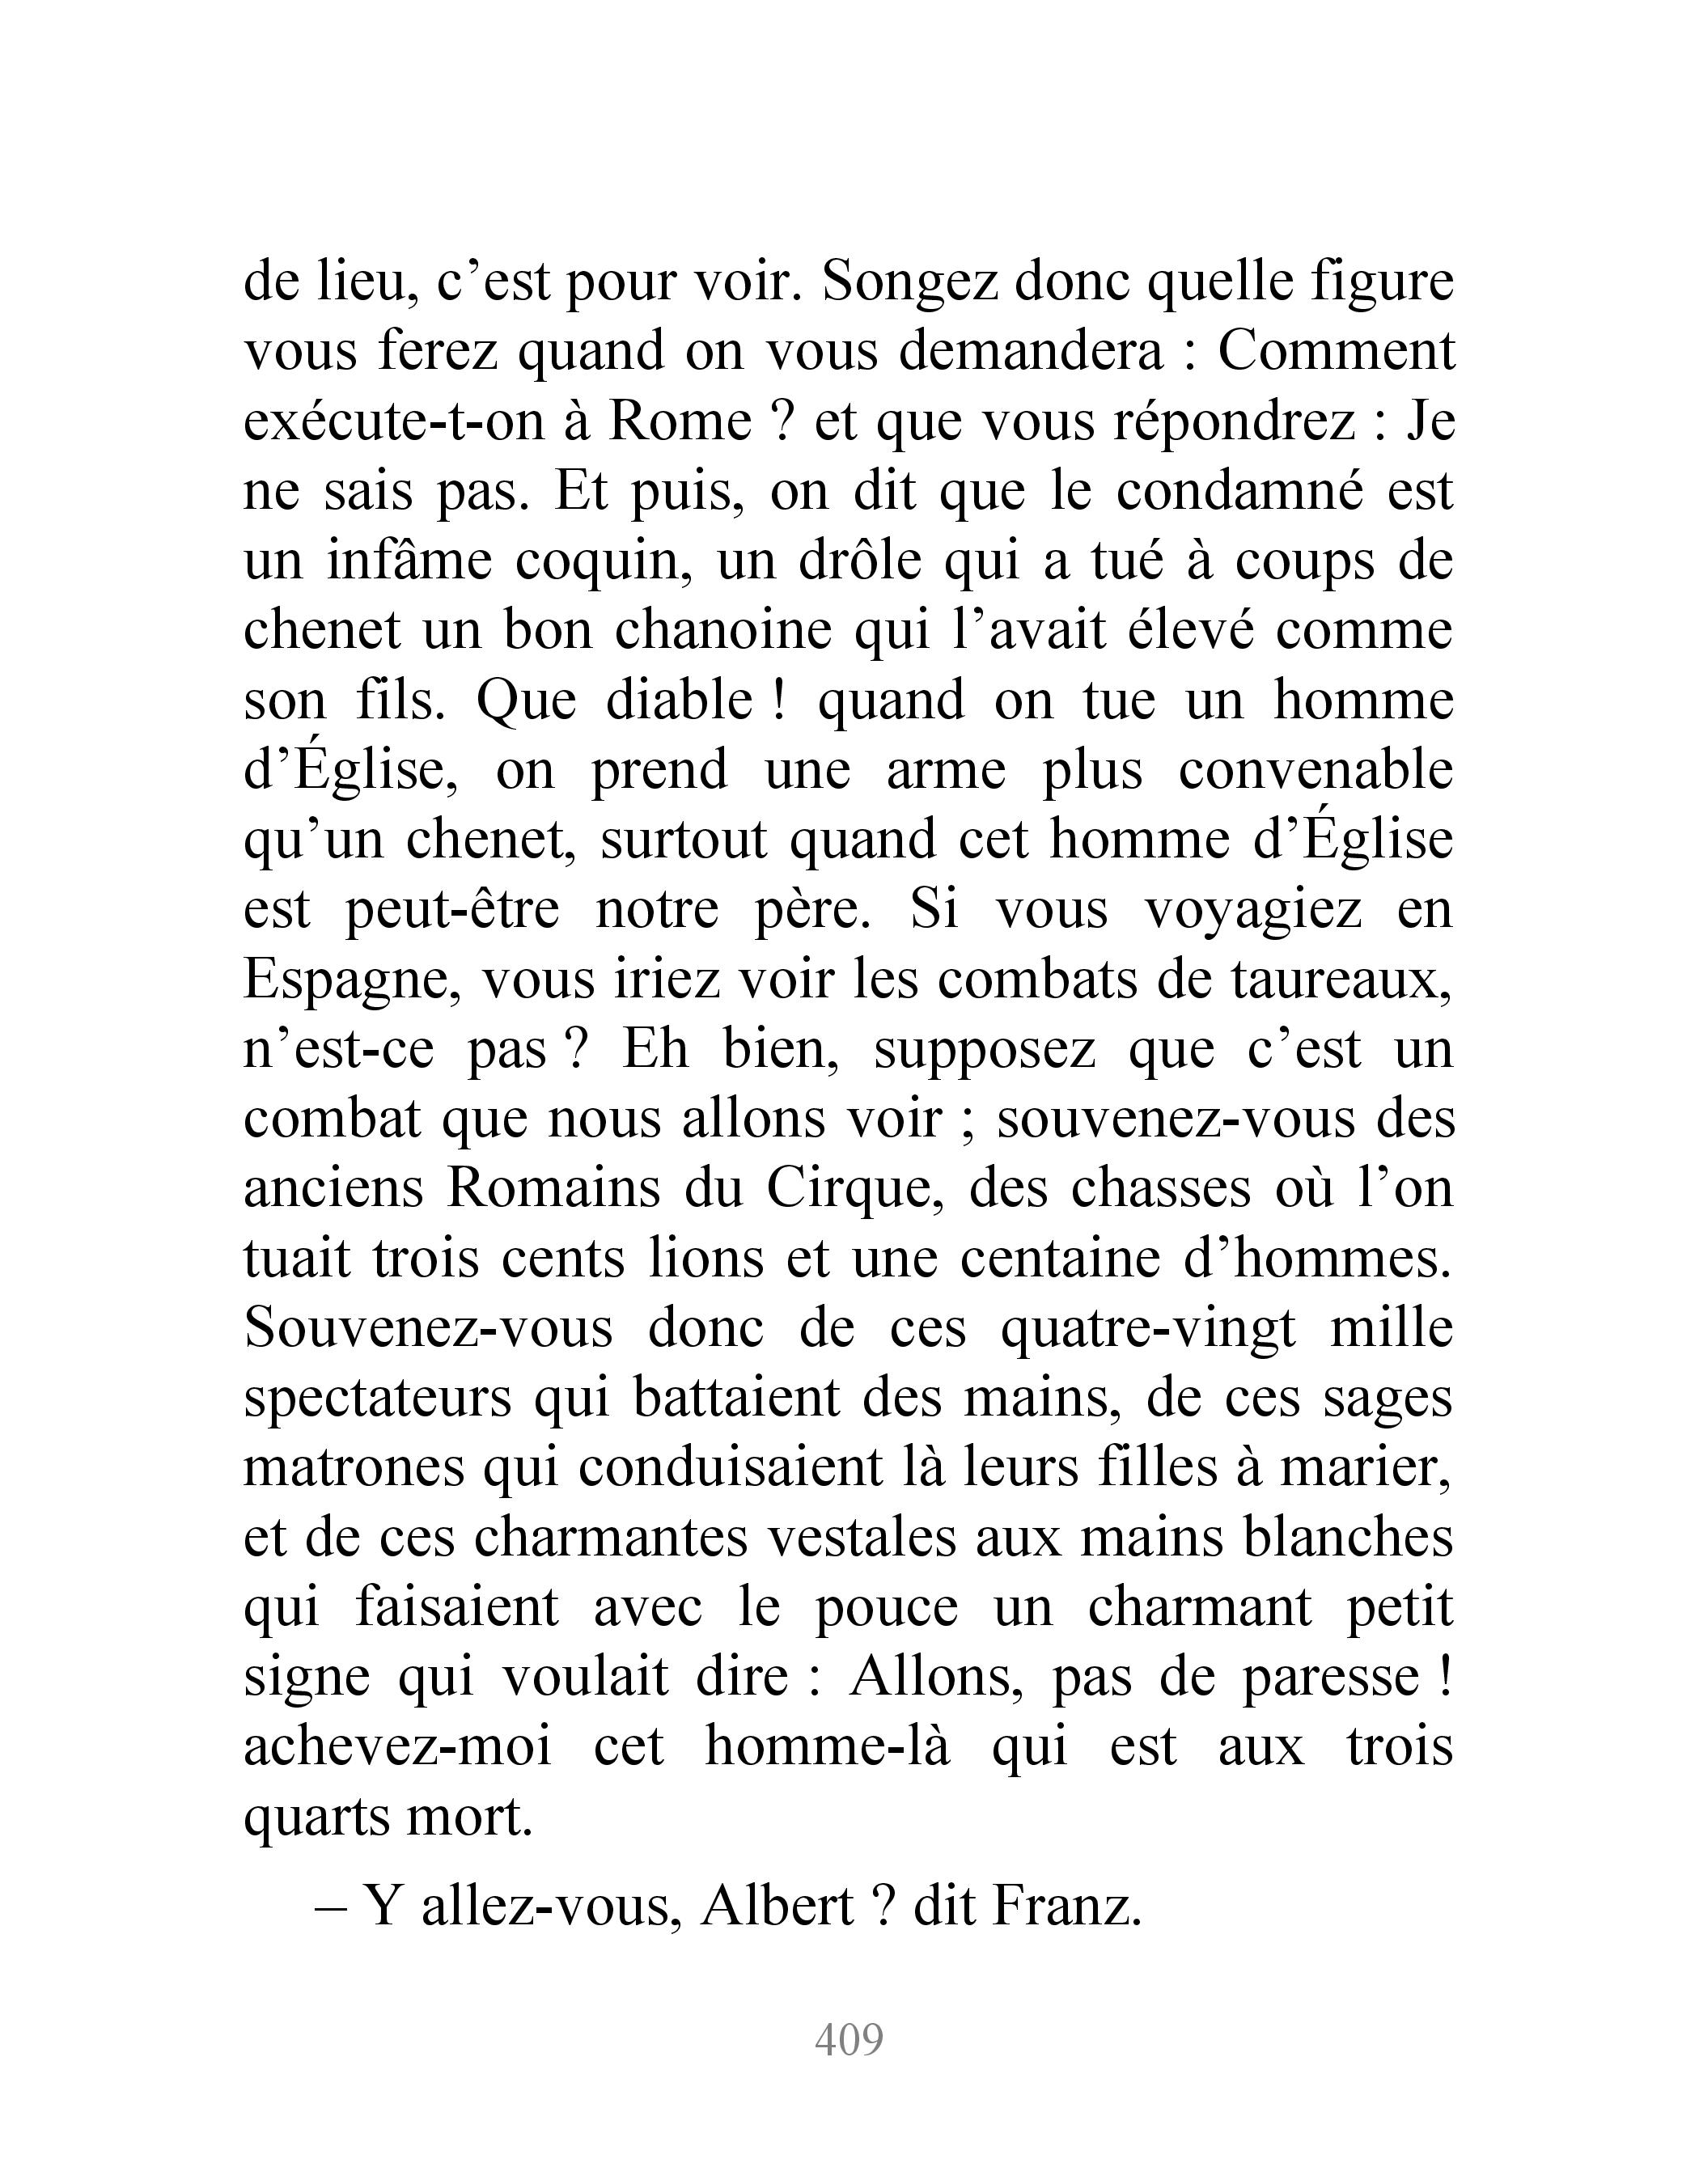 de lieu, c’est pour voir. Songez donc quelle figure
vous ferez quand on vous demandera : Comment
exécute-t-on à Rome ? et que vous répondrez : Je
ne sais pas. Et puis, on dit que le condamné est
un infâme coquin, un drôle qui a tué à coups de
chenet un bon chanoine qui l’avait élevé comme
son fils. Que diable ! quand on tue un homme
d’Église, on prend une arme plus convenable
qu’un chenet, surtout quand cet homme d’Église
est peut-être notre père. Si vous voyagiez en
Espagne, vous iriez voir les combats de taureaux,
n’est-ce pas ? Eh bien, supposez que c’est un
combat que nous allons voir ; souvenez-vous des
anciens Romains du Cirque, des chasses où l’on
tuait trois cents lions et une centaine d’hommes.
Souvenez-vous donc de ces quatre-vingt mille
spectateurs qui battaient des mains, de ces sages
matrones qui conduisaient là leurs filles à marier,
et de ces charmantes vestales aux mains blanches
qui faisaient avec le pouce un charmant petit
signe qui voulait dire : Allons, pas de paresse !
achevez-moi cet homme-là qui est aux trois
quarts mort.
– Y allez-vous, Albert ? dit Franz.
409